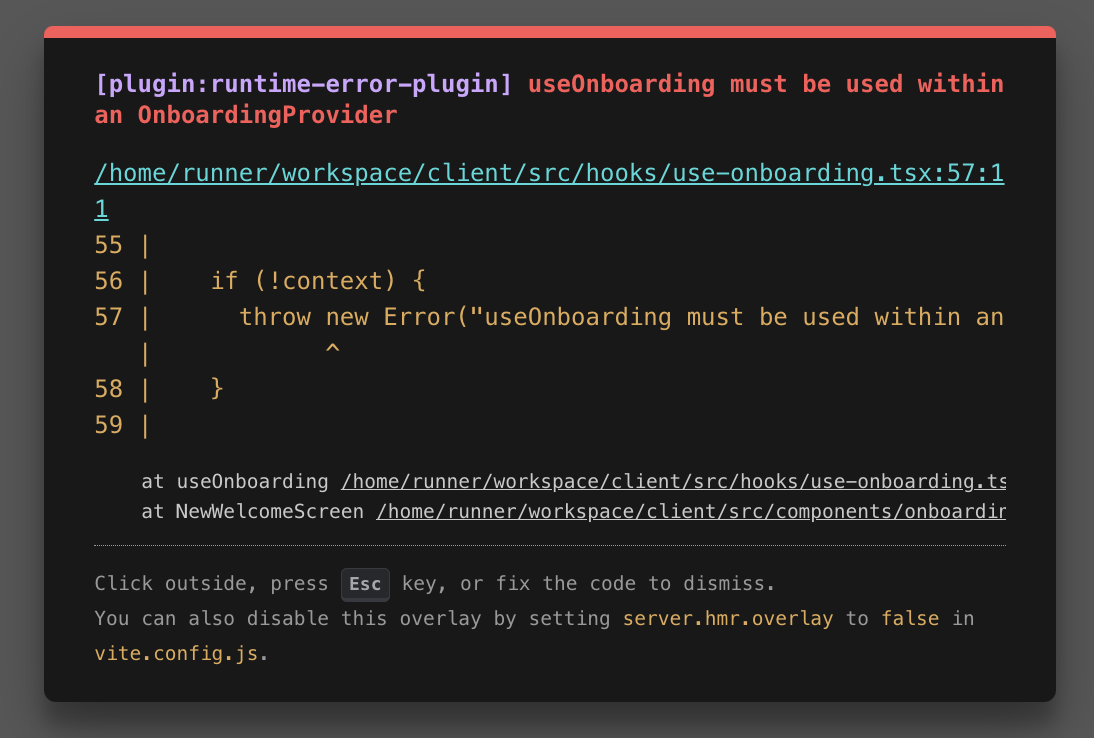 [plugin:runtime-error-plugin] useOnboarding must be used within
an OnboardingProvider
/home/runner/workspace/client/src/hooks/use-onboarding.tsx:57:1
1
55 |
56 |    if (!context) {
57 |      throw new Error("useOnboarding must be used within an
   |            ^
58 |    }
59 |
at useOnboarding /home/runner/workspace/client/src/hooks/use-onboarding.ts
at NewWelcomeScreen /home/runner/workspace/client/src/components/onboardin
Click outside, press Esc key, or fix the code to dismiss.
You can also disable this overlay by setting server.hmr.overlay to false in
vite.config.js.